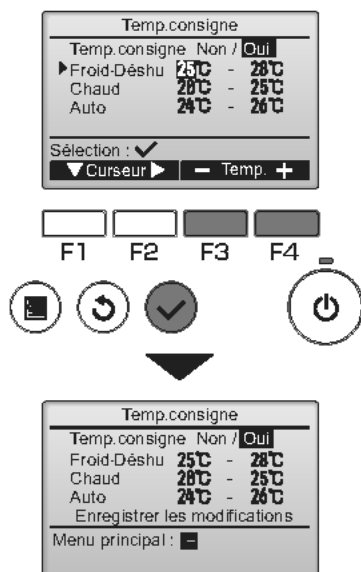 Temp.consigne
Temp.consigne Non / Oui
Froid-Déshu 25℃ - 28℃
Chaud 20℃ - 25℃
Auto 24℃ - 26℃
Sélection :
Curseur − Temp. +
F1 F2 F3 F4
Temp.consigne
Temp.consigne Non / Oui
Froid-Déshu 25℃ - 28℃
Chaud 20℃ - 25℃
Auto 24℃ - 26℃
Enregistrer les modifications
Menu principal :